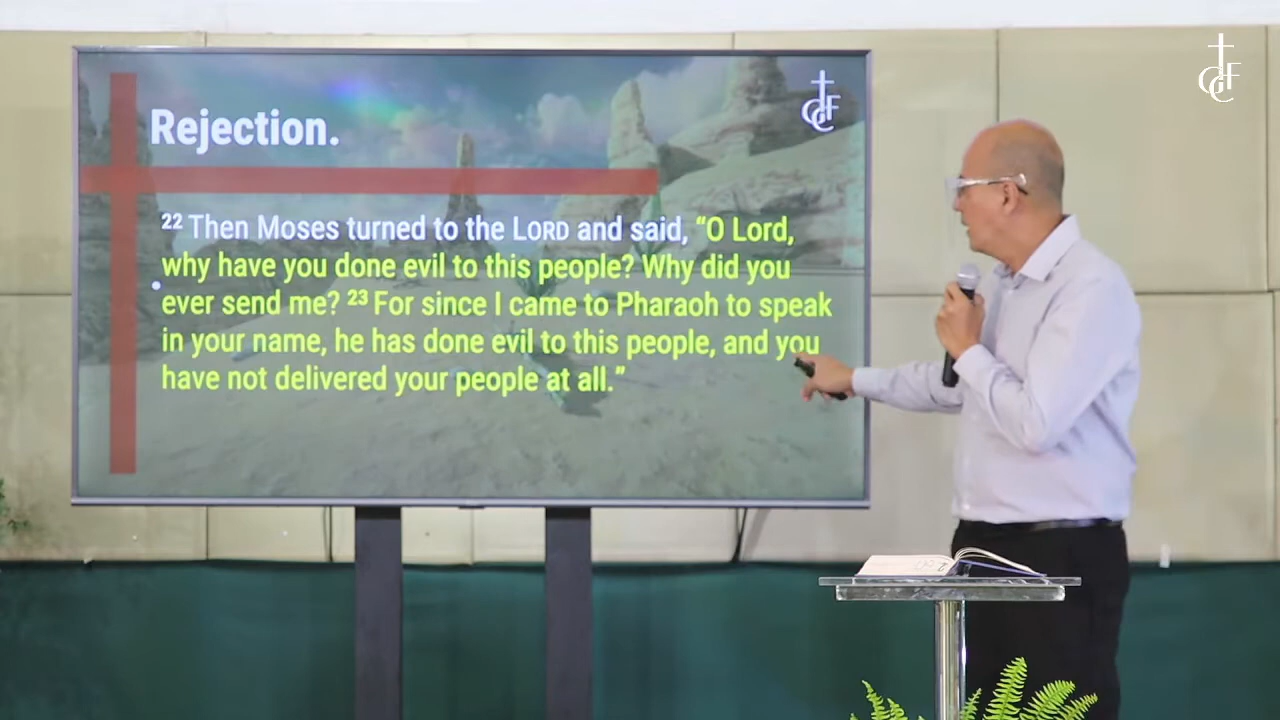 Rejection.
22 Then Moses turned to the LORD and said, “O Lord,
why have you done evil to this people? Why did you
ever send me? 23 For since I came to Pharaoh to speak
in your name, he has done evil to this people, and you
have not delivered your people at all.”
GCF
GCF